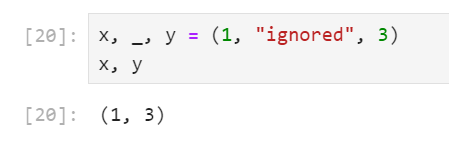 [20]: x, _, y = (1, "ignored", 3)
x, y
[20]: (1, 3)